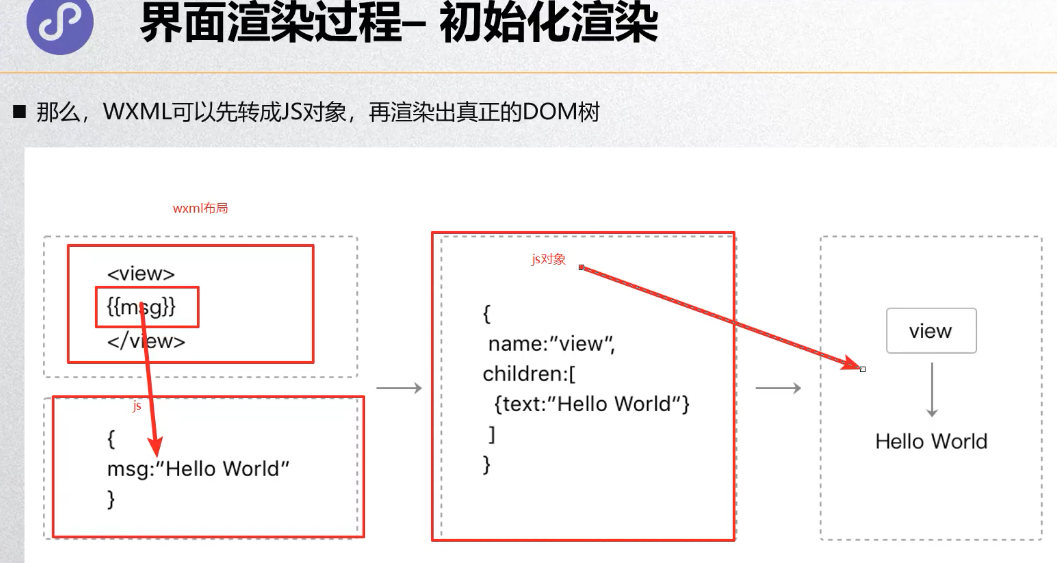 界面渲染过程– 初始化渲染
■ 那么，WXML可以先转成JS对象，再渲染出真正的DOM树
wxml布局
<view>
{{msg}}
</view>
js
{
msg:”Hello World”
}
js对象
{
name:”view”,
children:[
{text:”Hello World”}
]
}
view
Hello World